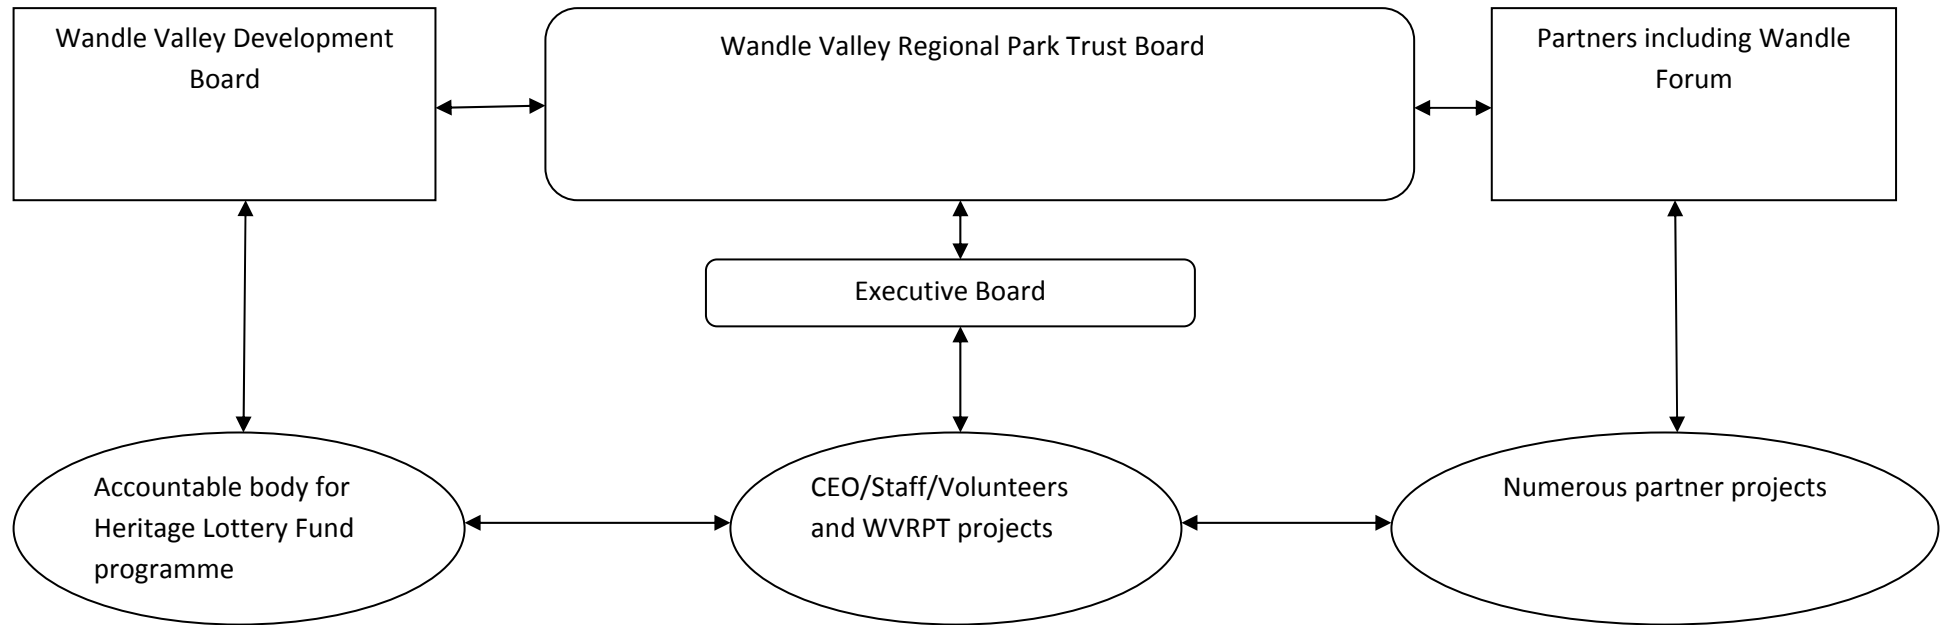 Wandle Valley Development
Board
Wandle Valley Regional Park Trust Board
Partners including Wandle
Forum
Executive Board
Accountable body for
Heritage Lottery Fund
programme
CEO/Staff/Volunteers
and WVRPT projects
Numerous partner projects